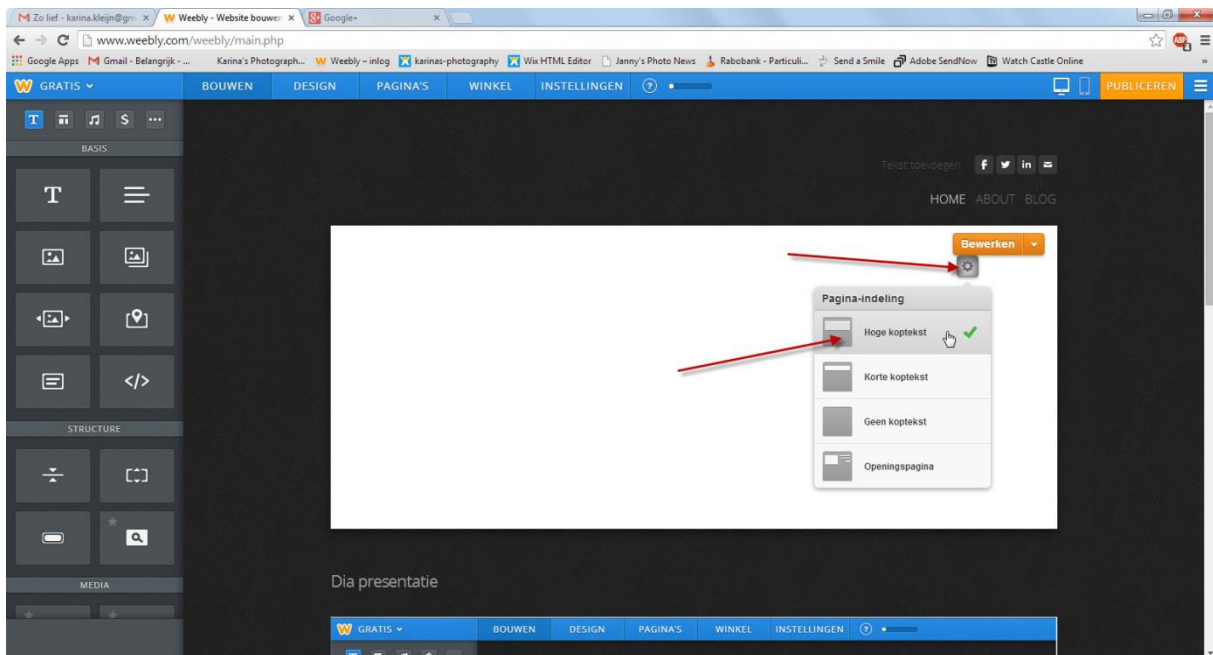 Zo lief - karina.kleijn@gm
Weebly - Website bouwer
Google+
www.weebly.com/weebly/main.php
Google Apps
Gmail - Belangrijk - ...
Karina's Photograph...
Weebly – inlog
karinas-photography
Wix HTML Editor
Janny's Photo News
Rabobank - Particuli...
Send a Smile
Adobe SendNow
Watch Castle Online
»
W GRATIS
BOUWEN
DESIGN
PAGINA'S
WINKEL
INSTELLINGEN
?
PUBLICEREN
T
$
BASIS
T
</>
STRUCTURE
MEDIA
Tekst toevoegen
f
in
HOME ABOUT BLOG
Bewerken
Pagina-indeling
Hoge koptekst
Korte koptekst
Geen koptekst
Openingspagina
Dia presentatie
W GRATIS
BOUWEN
DESIGN
PAGINA'S
WINKEL
INSTELLINGEN
?